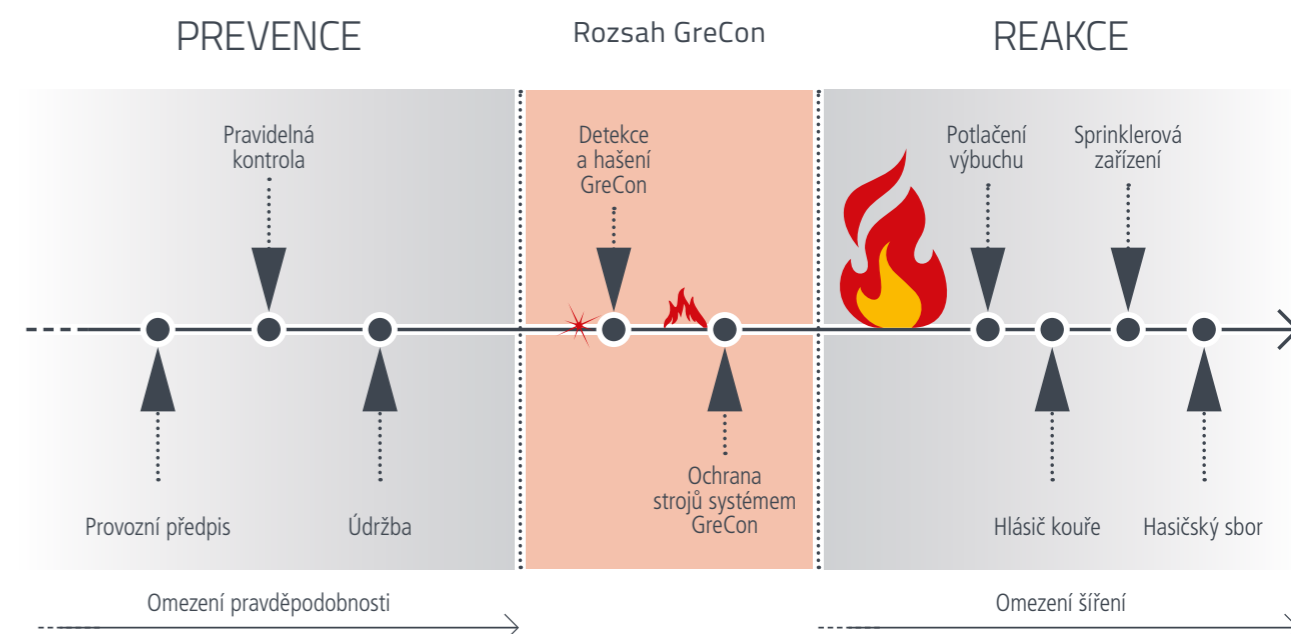 PREVENCE
Rozsah GreCon
REAKCE
Pravidelná
kontrola
Detekce
a hašení
GreCon
Potlačení
výbuchu
Sprinklerová
zařízení
Provozní předpis
Údržba
Ochrana
strojů systémem
GreCon
Hlásič kouře
Hasičský sbor
Omezení pravděpodobnosti
Omezení šíření